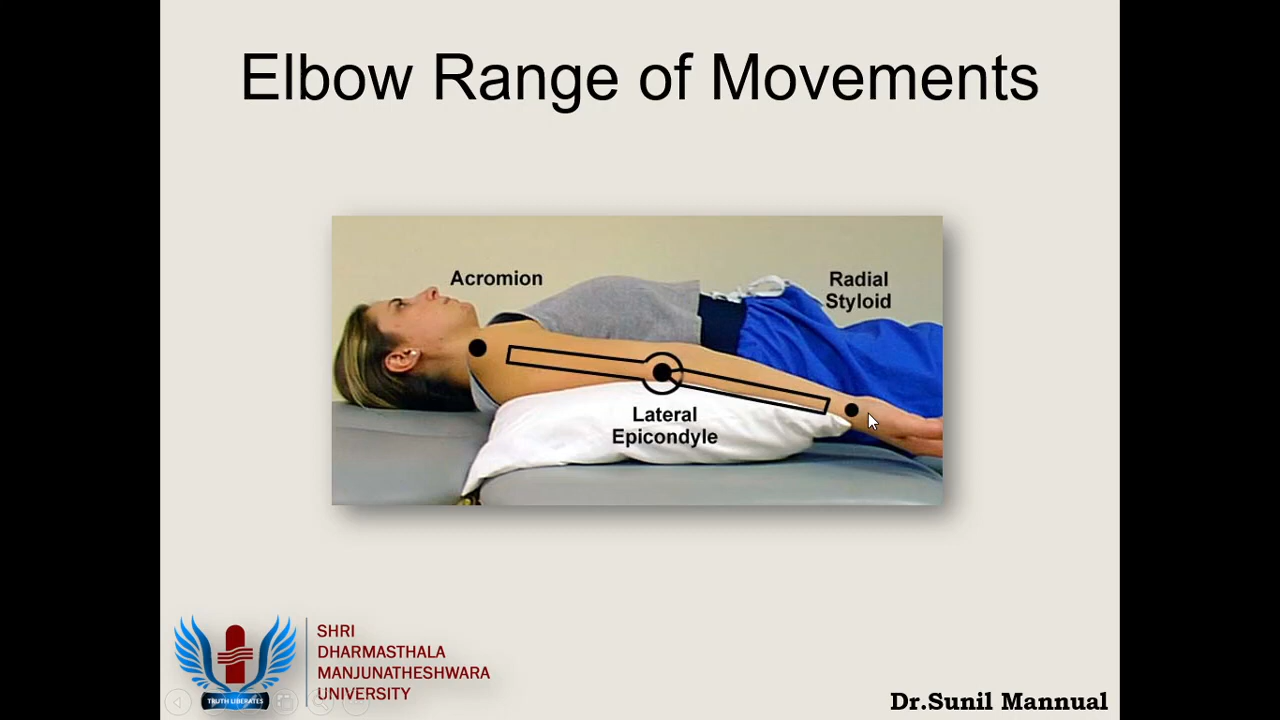 Elbow Range of Movements
Acromion
Radial
Styloid
Lateral
Epicondyle
SHRI
DHARMASTHALA
MANJUNATHESHWARA
UNIVERSITY
TRUTH LIBERATES
Dr.Sunil Mannual